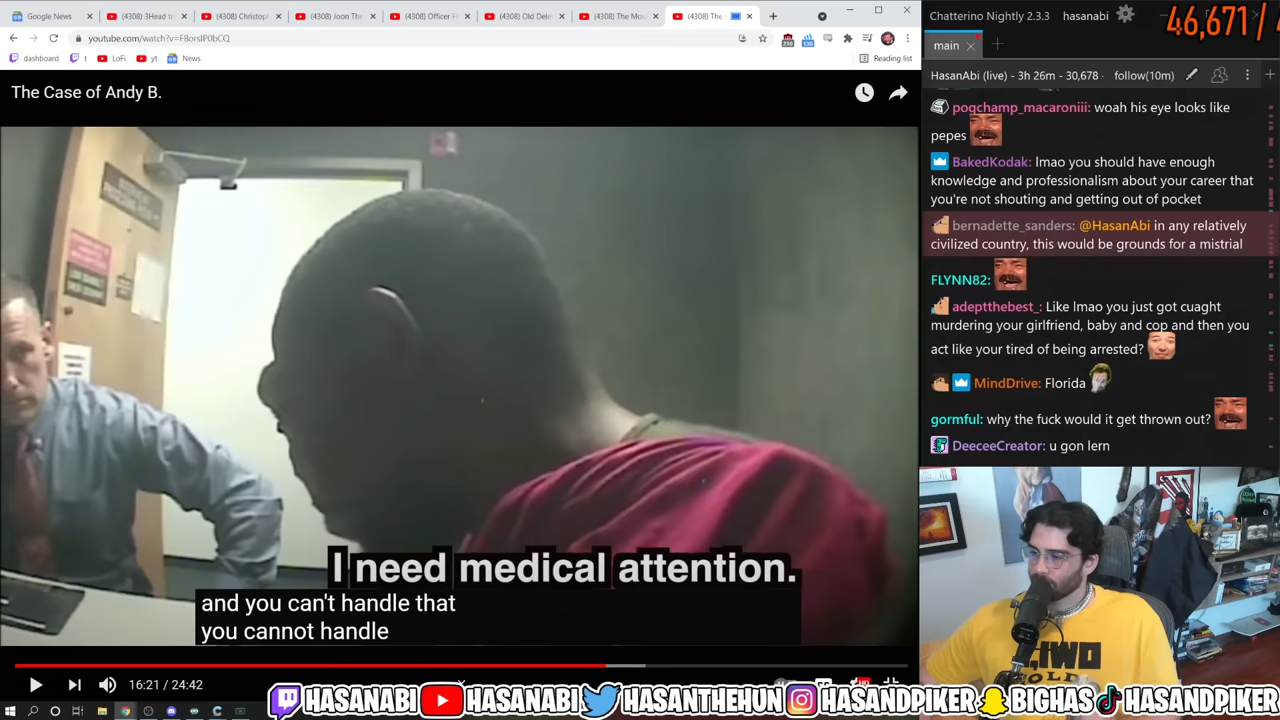 Google News
(4308) 3Head tr
(4308) Christoph
(4308) Joon The
(4308) Officer F
(4308) Old Dele
(4308) The Mou
(4308) The
youtube.com/watch?v=F8orsIP0bCQ
dashboard
t
LoFi
yt
News
Reading list
The Case of Andy B.
I need medical attention.
and you can't handle that
you cannot handle
16:21 / 24:42
Chatterino Nightly 2.3.3
hasanabi
46,671 /
main
HasanAbi (live) - 3h 26m - 30,678 -
follow(10m)
pogchamp_macaroniii: woah his eye looks like
pepes
BakedKodak: lmao you should have enough
knowledge and professionalism about your career that
you're not shouting and getting out of pocket
bernadette_sanders: @HasanAbi in any relatively
civilized country, this would be grounds for a mistrial
FLYNN82:
adeptthebest_: Like lmao you just got cuaght
murdering your girlfriend, baby and cop and then you
act like your tired of being arrested?
MindDrive: Florida
gormful: why the fuck would it get thrown out?
DeeceeCreator: u gon lern
HASANABI
HASANABI
HASANTHEHUN
HASANDPIKER
BIGHAS
HASANDPIKER